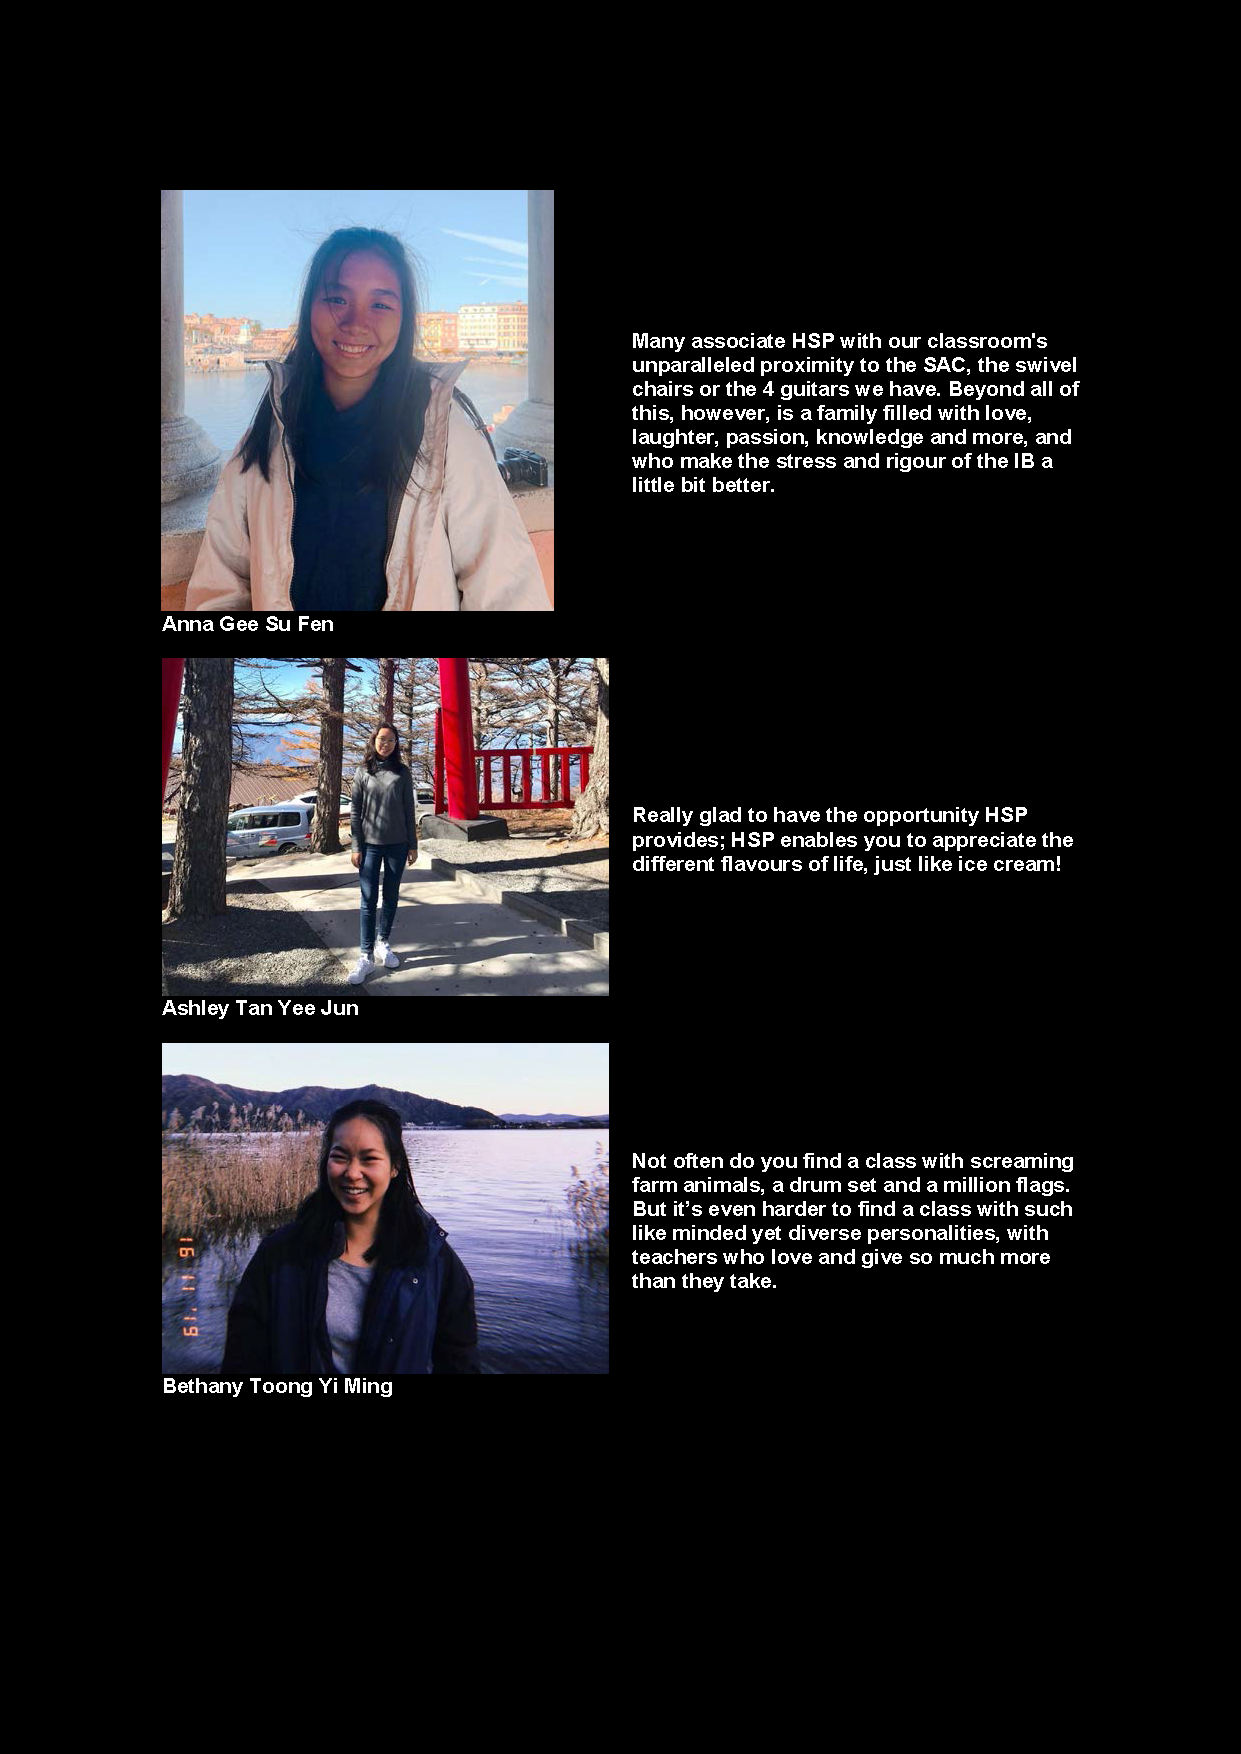 Many associate HSP with our classroom's
unparalleled proximity to the SAC, the swivel
chairs or the 4 guitars we have. Beyond all of
this, however, is a family filled with love,
laughter, passion, knowledge and more, and
who make the stress and rigour of the IB a
little bit better.
Anna Gee Su Fen
Really glad to have the opportunity HSP
provides; HSP enables you to appreciate the
different flavours of life, just like ice cream!
Ashley Tan Yee Jun
Not often do you find a class with screaming
farm animals, a drum set and a million flags.
But it’s even harder to find a class with such
like minded yet diverse personalities, with
teachers who love and give so much more
than they take.
16 11 '19
Bethany Toong Yi Ming